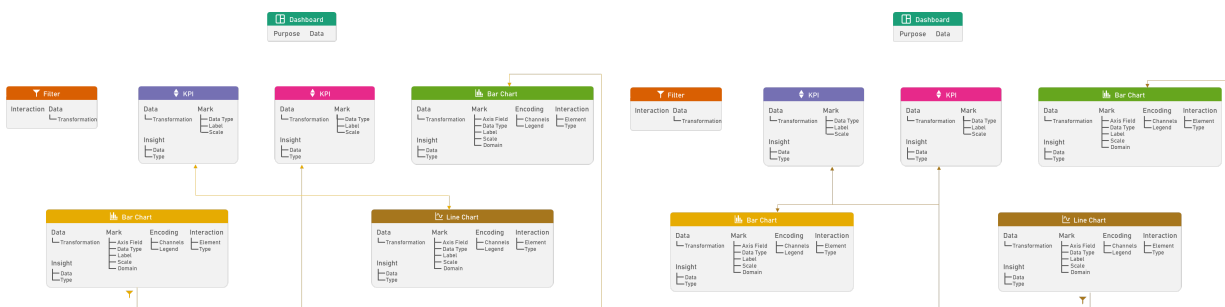 Dashboard
Purpose Data
Filter
Interaction Data
Transformation
KPI
Data Mark
Transformation Data Type
Label
Scale
Insight
Data
Type
KPI
Data Mark
Transformation Data Type
Label
Scale
Insight
Data
Type
Bar Chart
Data Mark Encoding Interaction
Transformation Axis Field Channels Element
Data Type Legend Type
Label
Scale
Domain
Insight
Data
Type
Bar Chart
Data Mark Encoding Interaction
Transformation Axis Field Channels Element
Data Type Legend Type
Label
Scale
Domain
Insight
Data
Type
Line Chart
Data Mark Encoding Interaction
Transformation Axis Field Channels Element
Data Type Legend Type
Label
Scale
Domain
Insight
Data
Type
Dashboard
Purpose Data
Filter
Interaction Data
Transformation
KPI
Data Mark
Transformation Data Type
Label
Scale
Insight
Data
Type
KPI
Data Mark
Transformation Data Type
Label
Scale
Insight
Data
Type
Bar Chart
Data Mark Encoding Interaction
Transformation Axis Field Channels Element
Data Type Legend Type
Label
Scale
Domain
Insight
Data
Type
Bar Chart
Data Mark Encoding Interaction
Transformation Axis Field Channels Element
Data Type Legend Type
Label
Scale
Domain
Insight
Data
Type
Line Chart
Data Mark Encoding Interaction
Transformation Axis Field Channels Element
Data Type Legend Type
Label
Scale
Domain
Insight
Data
Type